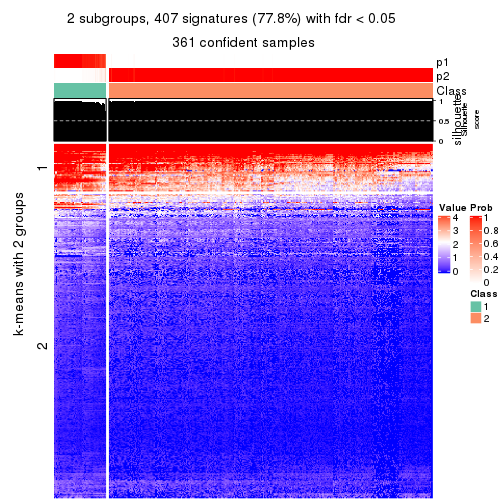 2 subgroups, 407 signatures (77.8%) with fdr < 0.05
361 confident samples
p1
p2
Class
silhouette
Silhouette
score
1
0.5
0
k-means with 2 groups
1
2
Value
4
3
2
1
0
Prob
1
0.8
0.6
0.4
0.2
0
Class
1
2